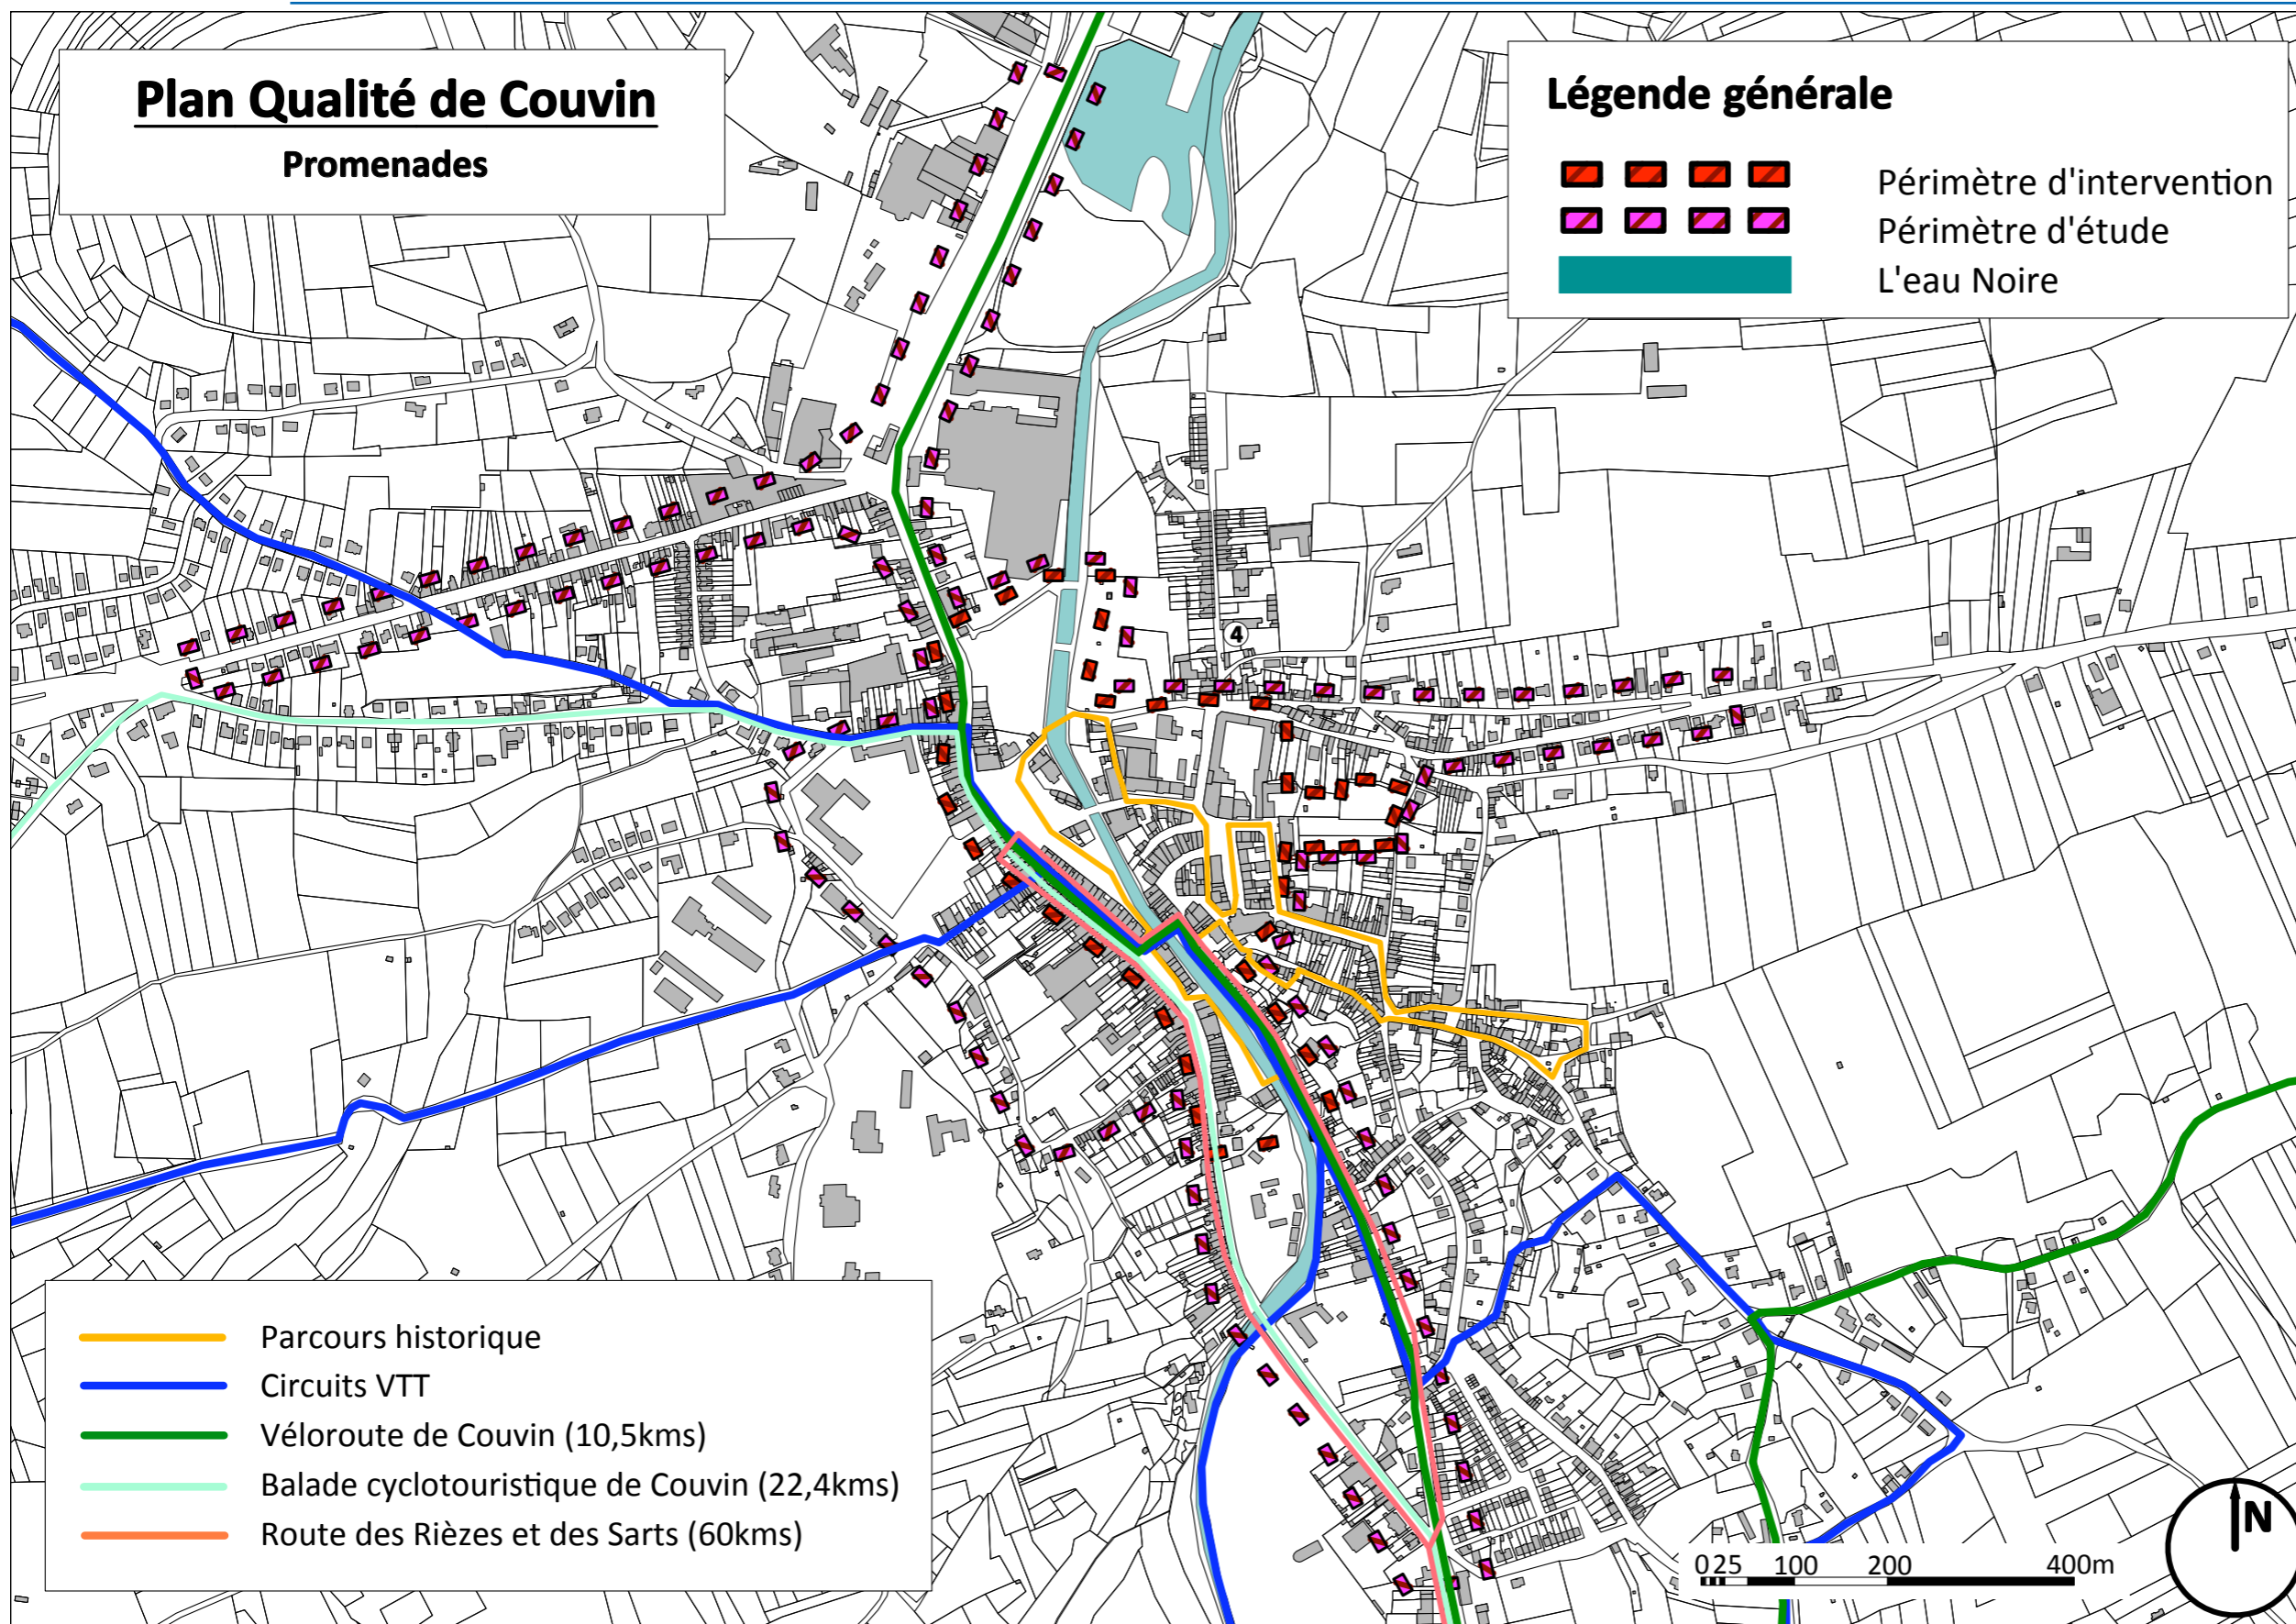 Plan Qualité de Couvin
Promenades
Légende générale
Périmètre d'intervention
Périmètre d'étude
L'eau Noire
4
Parcours historique
Circuits VTT
Véloroute de Couvin (10,5kms)
Balade cyclotouristique de Couvin (22,4kms)
Route des Rièzes et des Sarts (60kms)
025 100 200 400m
N